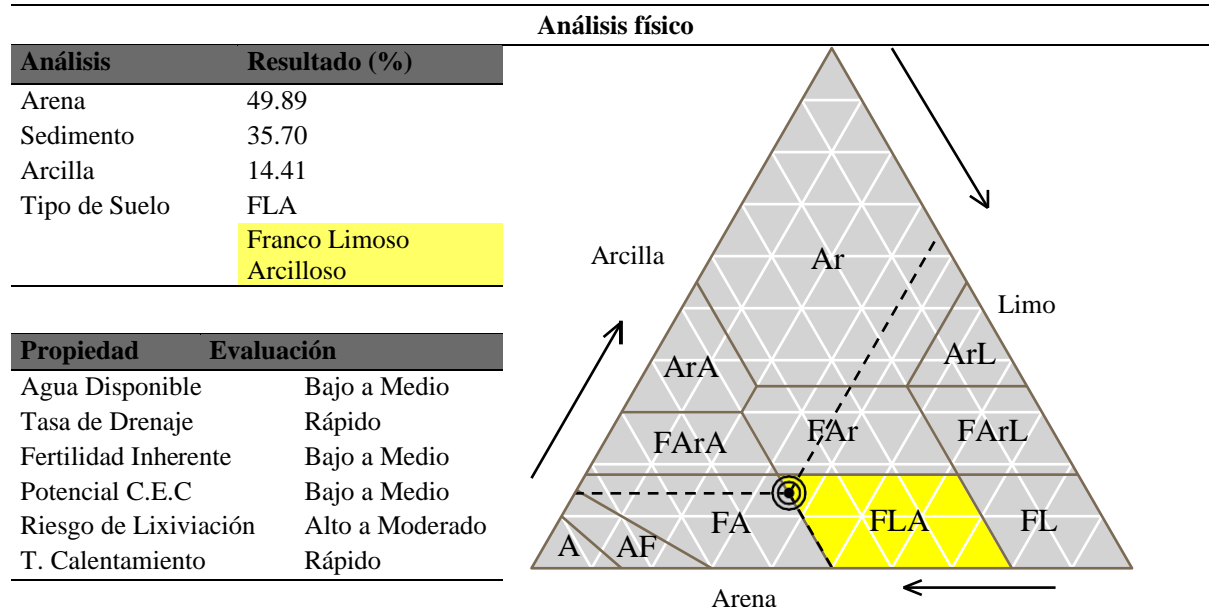 Análisis físico
Análisis Resultado (%)
Arena 49.89
Sedimento 35.70
Arcilla 14.41
Tipo de Suelo FLA
Franco Limoso
Arcilloso
Propiedad Evaluación
Agua Disponible Bajo a Medio
Tasa de Drenaje Rápido
Fertilidad Inherente Bajo a Medio
Potencial C.E.C Bajo a Medio
Riesgo de Lixiviación Alto a Moderado
T. Calentamiento Rápido
Arcilla
Limo
Ar
ArA
ArL
FArA
FAr
FArL
FA
FLA
FL
A
AF
Arena